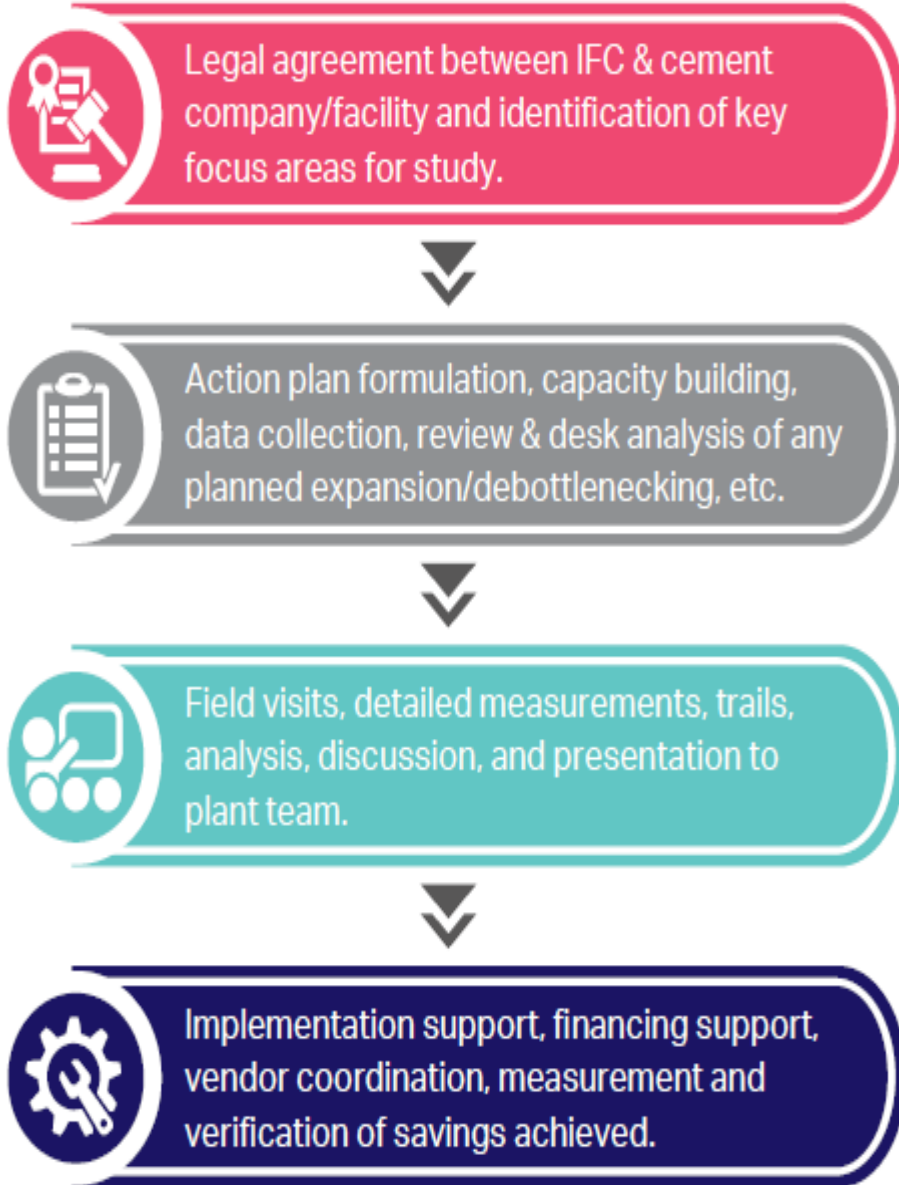 Legal agreement between IFC & cement
company/facility and identification of key
focus areas for study.
Action plan formulation, capacity building,
data collection, review & desk analysis of any
planned expansion/debottlenecking, etc.
Field visits, detailed measurements, trails,
analysis, discussion, and presentation to
plant team.
Implementation support, financing support,
vendor coordination, measurement and
verification of savings achieved.